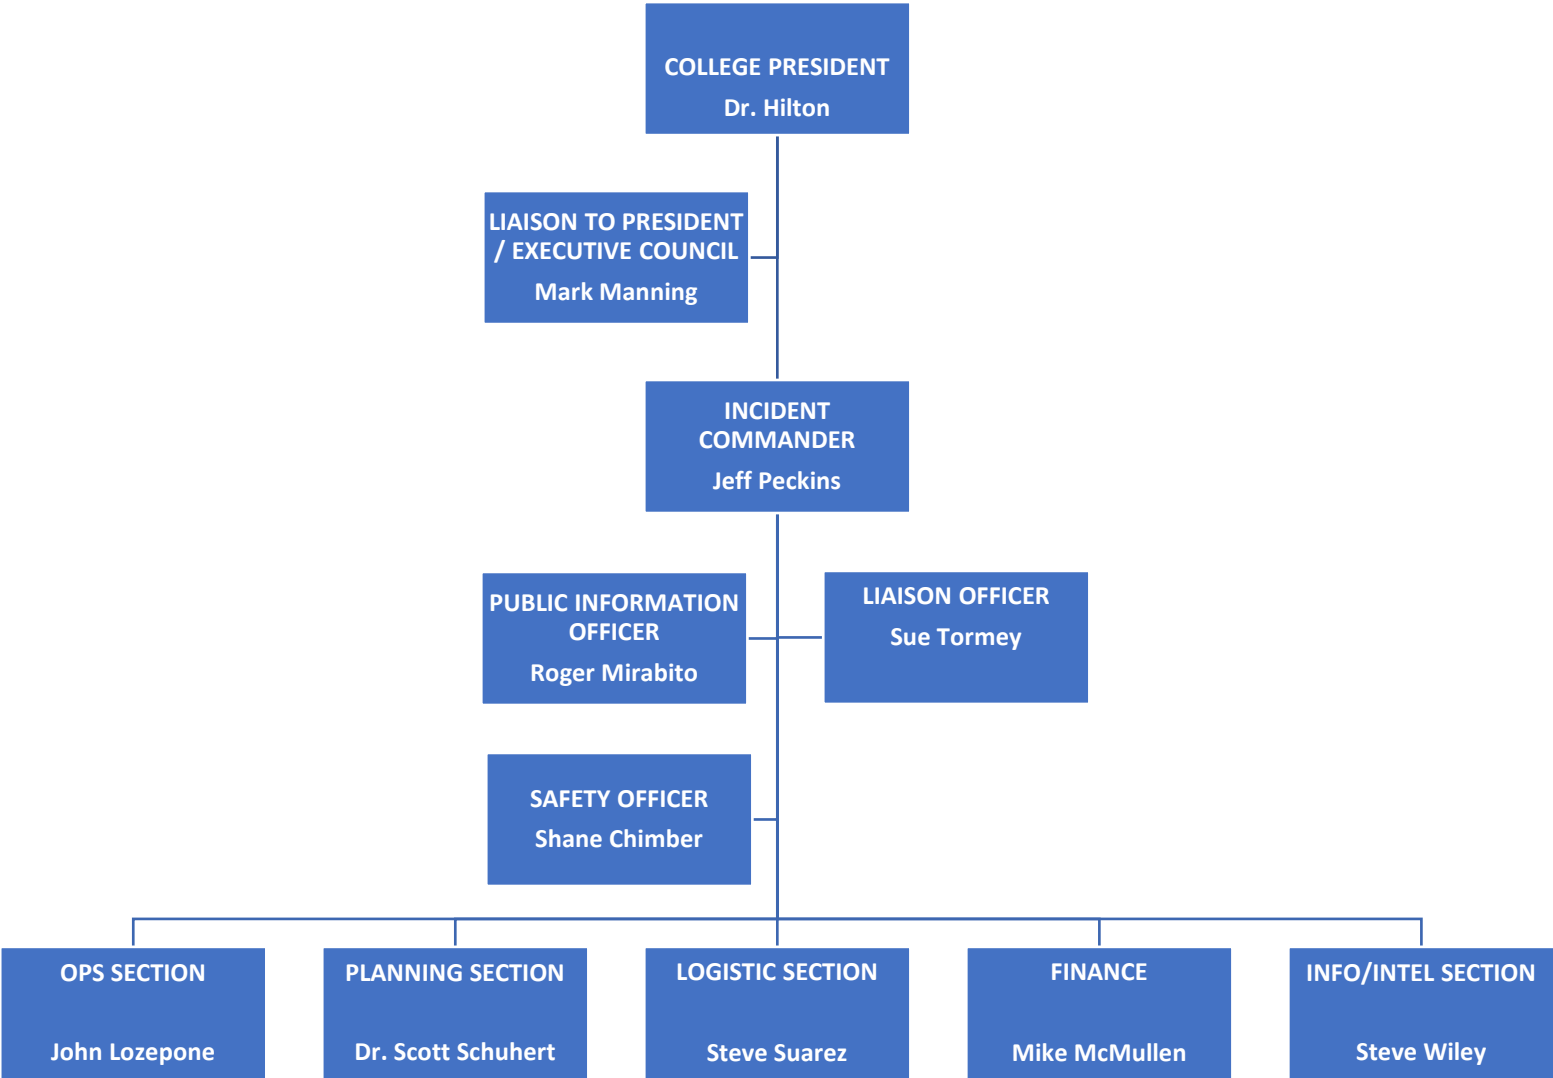 COLLEGE PRESIDENT
Dr. Hilton
LIAISON TO PRESIDENT
/ EXECUTIVE COUNCIL
Mark Manning
INCIDENT
COMMANDER
Jeff Peckins
PUBLIC INFORMATION
OFFICER
Roger Mirabito
LIAISON OFFICER
Sue Tormey
SAFETY OFFICER
Shane Chimber
OPS SECTION
John Lozepone
PLANNING SECTION
Dr. Scott Schuhert
LOGISTIC SECTION
Steve Suarez
FINANCE
Mike McMullen
INFO/INTEL SECTION
Steve Wiley